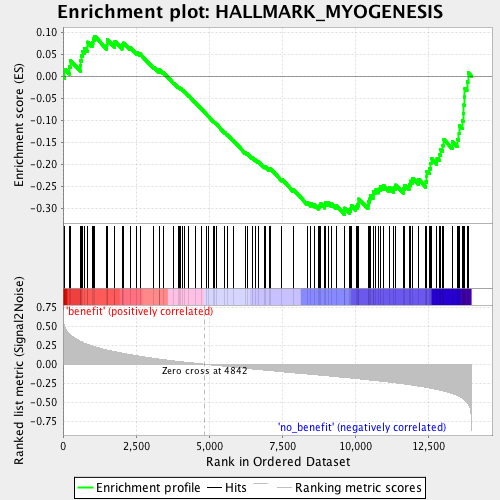 Enrichment plot: HALLMARK_MYOGENESIS
Enrichment score (ES)
0.10
0.05
0.00
-0.05
-0.10
-0.15
-0.20
-0.25
-0.30
Ranked list metric (Signal2Noise)
'benefit' (positively correlated)
0.75
0.50
0.25
0.00
-0.25
-0.50
-0.75
Zero cross at 4842
'no_benefit' (negatively correlated)
0
2,500
5,000
7,500
10,000
12,500
Rank in Ordered Dataset
Enrichment profile
Hits
Ranking metric scores